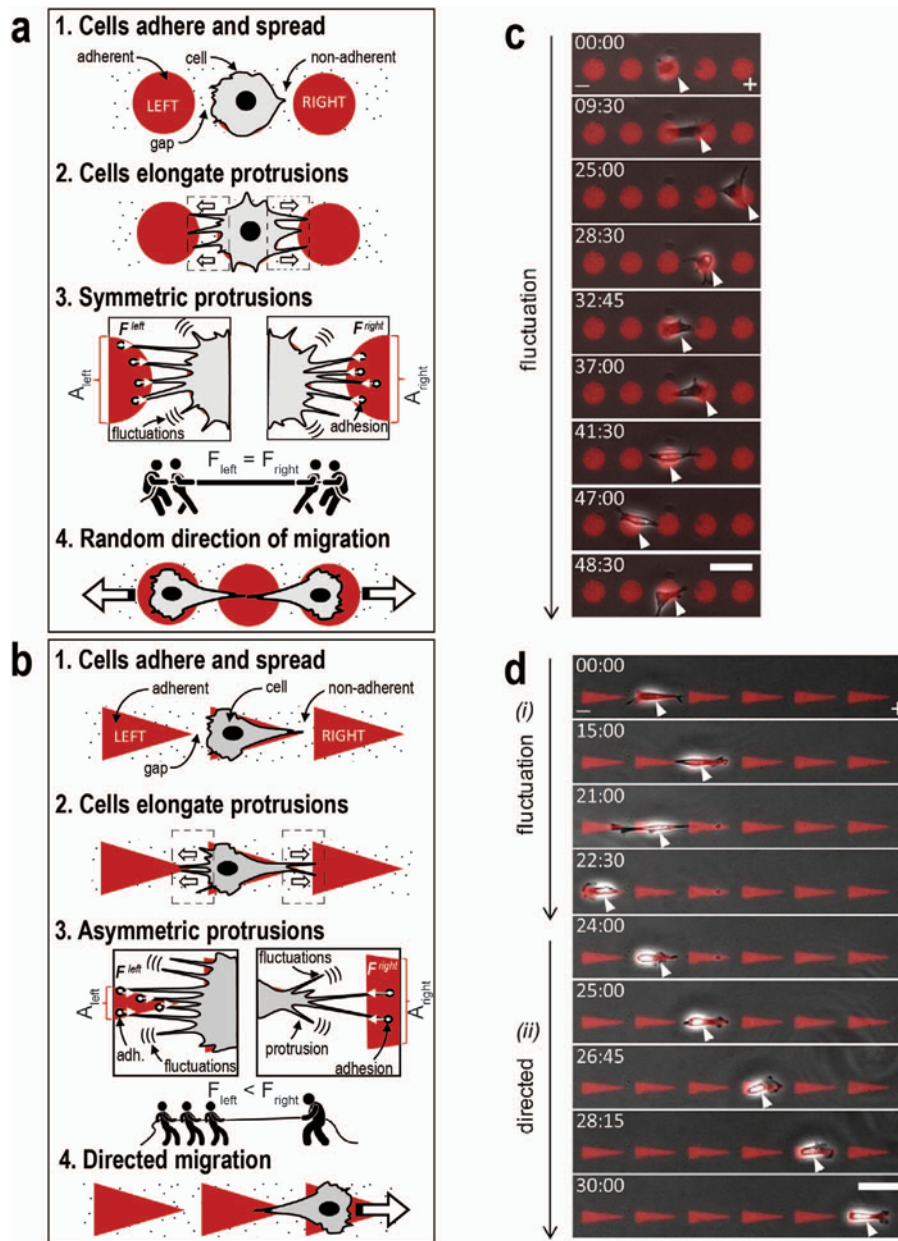 a
1. Cells adhere and spread
adherent
cell
non-adherent
LEFT
RIGHT
gap
2. Cells elongate protrusions
3. Symmetric protrusions
F left
F right
A left
A right
fluctuations
adhesion
F left = F right
4. Random direction of migration
b
1. Cells adhere and spread
adherent
cell
non-adherent
LEFT
RIGHT
gap
2. Cells elongate protrusions
3. Asymmetric protrusions
F left
fluctuations
F right
A left
A right
adh.
fluctuations
protrusion
adhesion
F left < F right
4. Directed migration
c
fluctuation
00:00
− +
09:30
25:00
28:30
32:45
37:00
41:30
47:00
48:30
d
(i)
fluctuation
00:00
− +
15:00
21:00
22:30
(ii)
directed
24:00
25:00
26:45
28:15
30:00